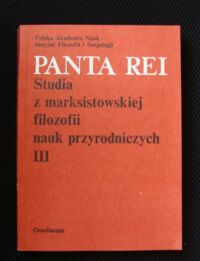 Polska Akademia Nauk
Instytut Filozofii i Socjologii
PANTA REI
Studia
z marksistowskiej
filozofii
nauk przyrodniczych
III
Ossolineum